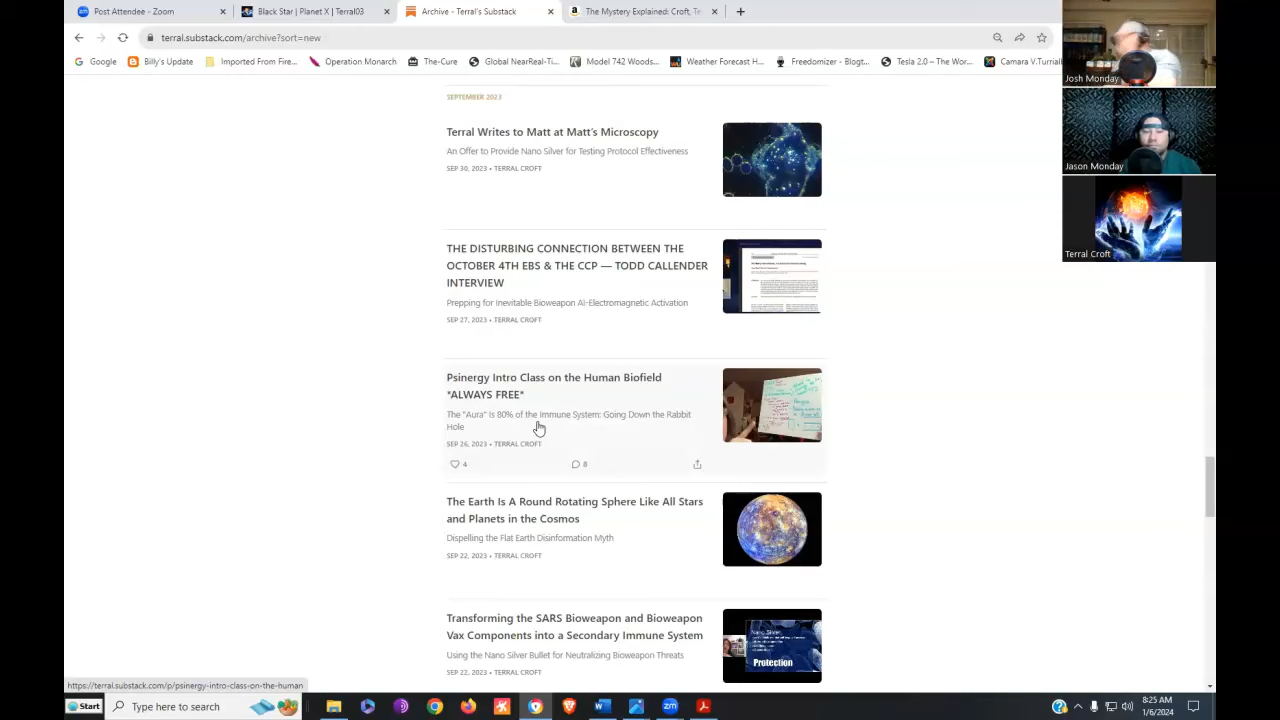 Post Attendee - Zoom
Black Star | Planet X | Terral03
Archive - Terral's Substack
The Mystery Explained: Croft, Te
terral.substack.com/archive?sort=new
Google
Billy's Update
Imported From Fire...
Operation Monarch
The-Cure
Global NearReal-Ti...
Model 742 Woods...
Weather Forecast H...
Freedomizer - Blogt...
Tesla 2.0 – The Wor...
Camara V.Turrialb
Josh Monday
Jason Monday
Terral Croft
SEPTEMBER 2023
Terral Writes to Matt at Matt's Microscopy
An Offer to Provide Nano Silver for Testing Protocol Effectiveness
SEP 30, 2023 • TERRAL CROFT
THE DISTURBING CONNECTION BETWEEN THE
OCTOBER 4TH EBS & THE CCP — TODD CALLENDER
INTERVIEW
Prepping for Inevitable Bioweapon AI-Electromagnetic Activation
SEP 27, 2023 • TERRAL CROFT
Psinergy Intro Class on the Human Biofield
*ALWAYS FREE*
The "Aura" Is 80% of the Immune System: Going Down the Rabbit
Hole
SEP 26, 2023 • TERRAL CROFT
4
8
The Earth Is A Round Rotating Sphere Like All Stars
and Planets in the Cosmos
Dispelling the Flat Earth Disinformation Myth
SEP 22, 2023 • TERRAL CROFT
Transforming the SARS Bioweapon and Bioweapon
Vax Components into a Secondary Immune System
Using the Nano Silver Bullet for Neutralizing Bioweapon Threats
SEP 22, 2023 • TERRAL CROFT
Nano Silver
Protection
https://terral.substack.com/p/psinergy-intro-class-on-the-human
Start
Type here to search
8:25 AM
1/6/2024